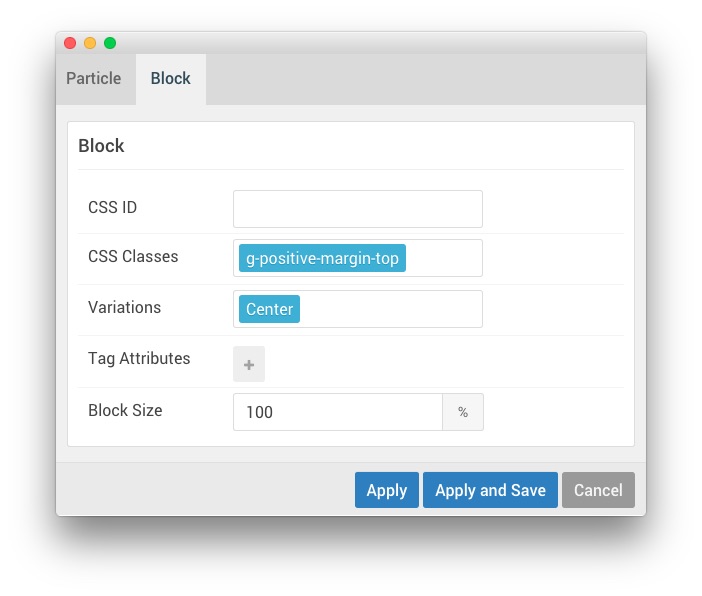 Particle Block
Block
CSS ID
CSS Classes g-positive-margin-top
Variations Center
Tag Attributes +
Block Size 100 %
Apply Apply and Save Cancel